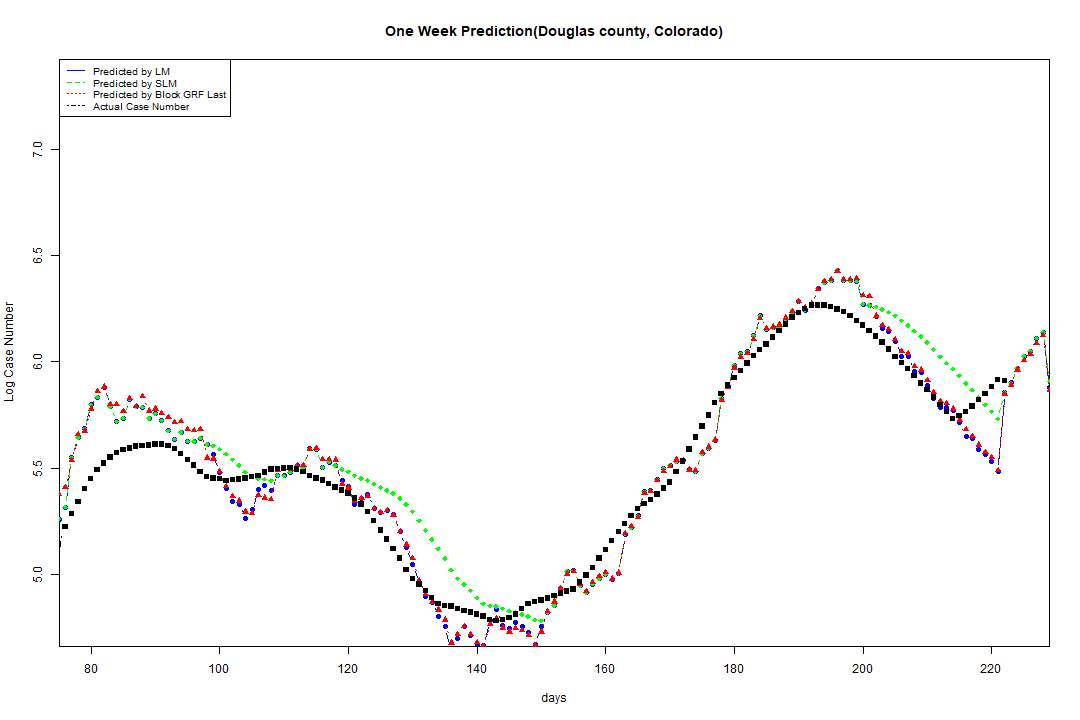 One Week Prediction(Douglas county, Colorado)
Predicted by LM
Predicted by SLM
Predicted by Block GRF Last
Actual Case Number
7.0
6.5
6.0
5.5
5.0
Log Case Number
80 100 120 140 160 180 200 220
days